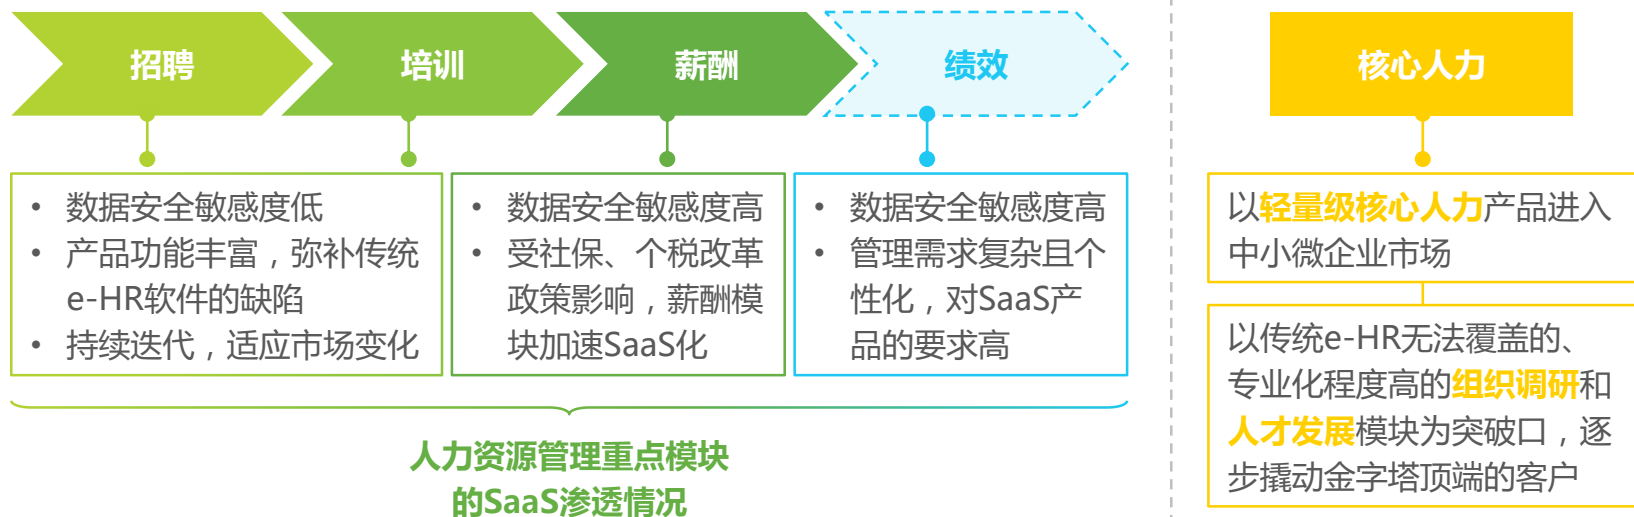 招聘
培训
薪酬
绩效
核心人力
• 数据安全敏感度低
• 产品功能丰富，弥补传统
e-HR软件的缺陷
• 持续迭代，适应市场变化
• 数据安全敏感度高
• 受社保、个税改革
政策影响，薪酬模
块加速SaaS化
• 数据安全敏感度高
• 管理需求复杂且个
性化，对SaaS产
品的要求高
人力资源管理重点模块
的SaaS渗透情况
以轻量级核心人力产品进入
中小微企业市场
以传统e-HR无法覆盖的、
专业化程度高的组织调研和
人才发展模块为突破口，逐
步撬动金字塔顶端的客户